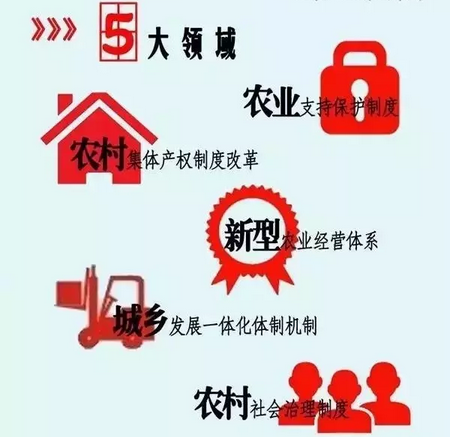 >>> 5大领域
农业支持保护制度
农村集体产权制度改革
新型农业经营体系
城乡发展一体化体制机制
农村社会治理制度